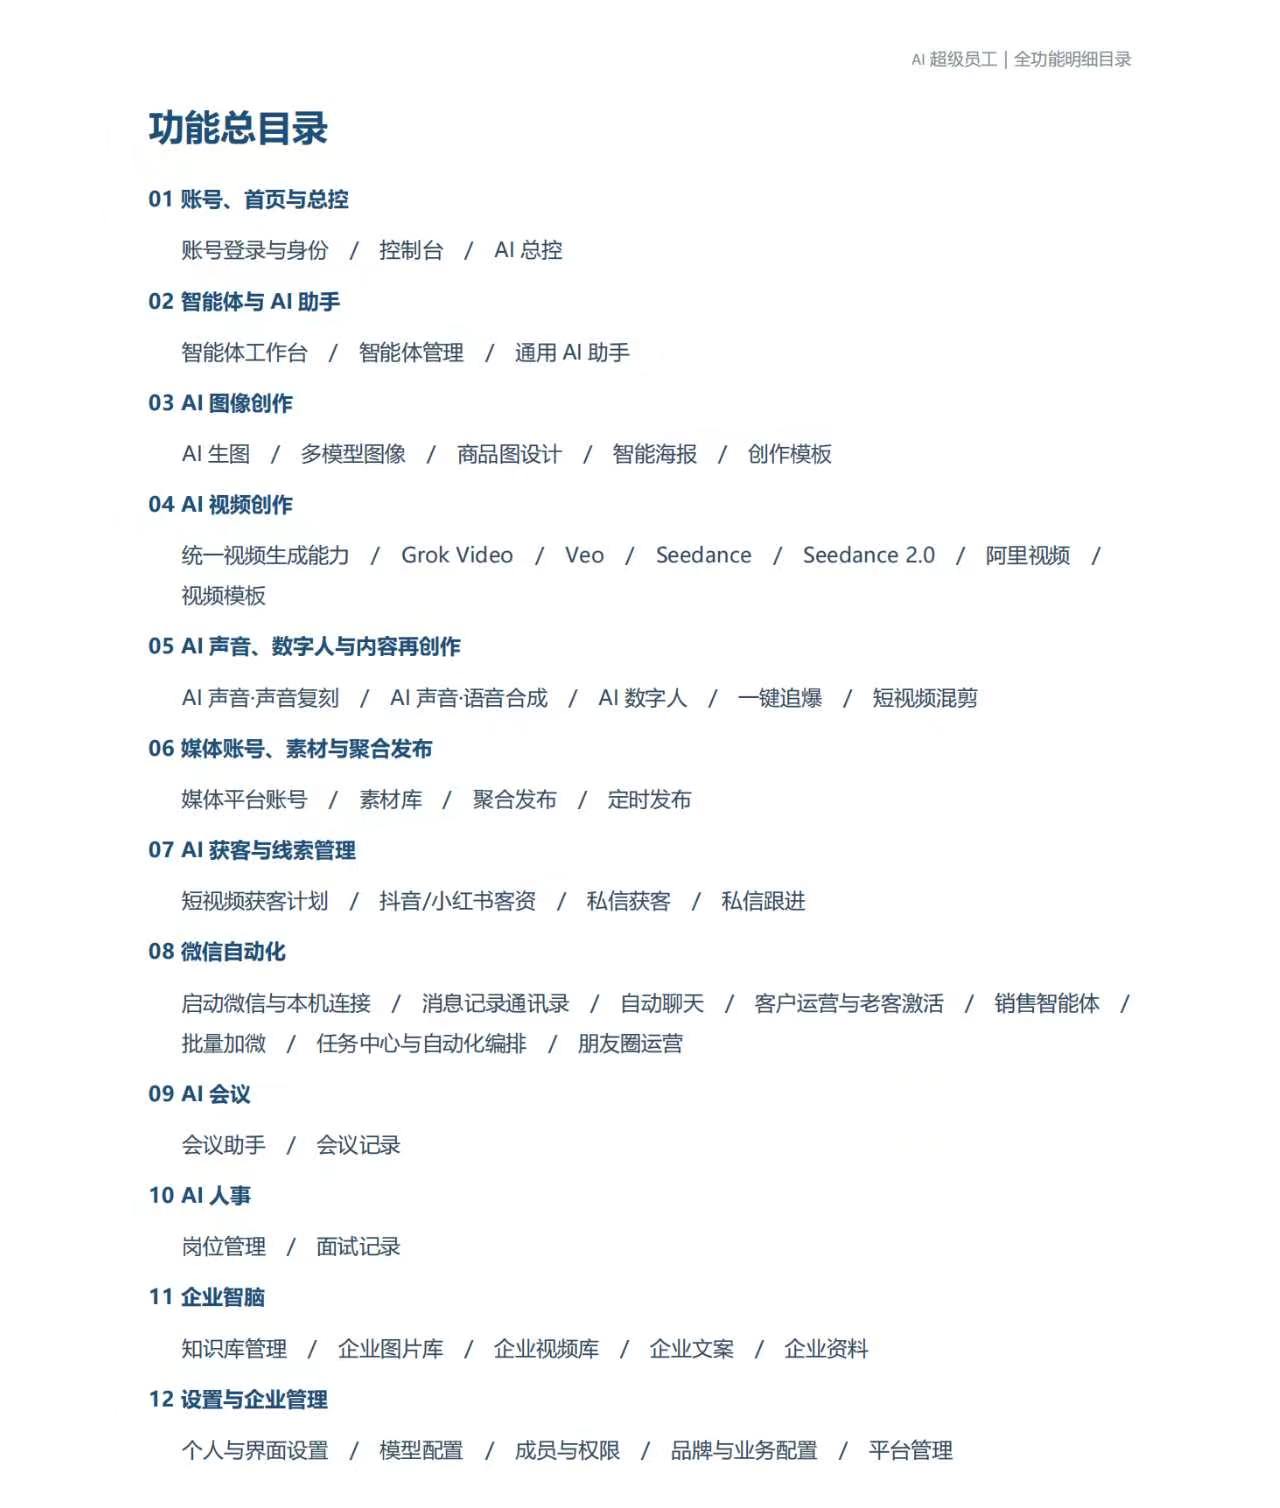 AI 超级员工 | 全功能明细目录
功能总目录
01 账号、首页与总控
账号登录与身份 / 控制台 / AI 总控
02 智能体与 AI 助手
智能体工作台 / 智能体管理 / 通用 AI 助手
03 AI 图像创作
AI 生图 / 多模型图像 / 商品图设计 / 智能海报 / 创作模板
04 AI 视频创作
统一视频生成能力 / Grok Video / Veo / Seedance / Seedance 2.0 / 阿里视频 /
视频模板
05 AI 声音、数字人与内容再创作
AI 声音·声音复刻 / AI 声音·语音合成 / AI 数字人 / 一键追爆 / 短视频混剪
06 媒体账号、素材与聚合发布
媒体平台账号 / 素材库 / 聚合发布 / 定时发布
07 AI 获客与线索管理
短视频获客计划 / 抖音/小红书客资 / 私信获客 / 私信跟进
08 微信自动化
启动微信与本机连接 / 消息记录通讯录 / 自动聊天 / 客户运营与老客激活 / 销售智能体 /
批量加微 / 任务中心与自动化编排 / 朋友圈运营
09 AI 会议
会议助手 / 会议记录
10 AI 人事
岗位管理 / 面试记录
11 企业智脑
知识库管理 / 企业图片库 / 企业视频库 / 企业文案 / 企业资料
12 设置与企业管理
个人与界面设置 / 模型配置 / 成员与权限 / 品牌与业务配置 / 平台管理